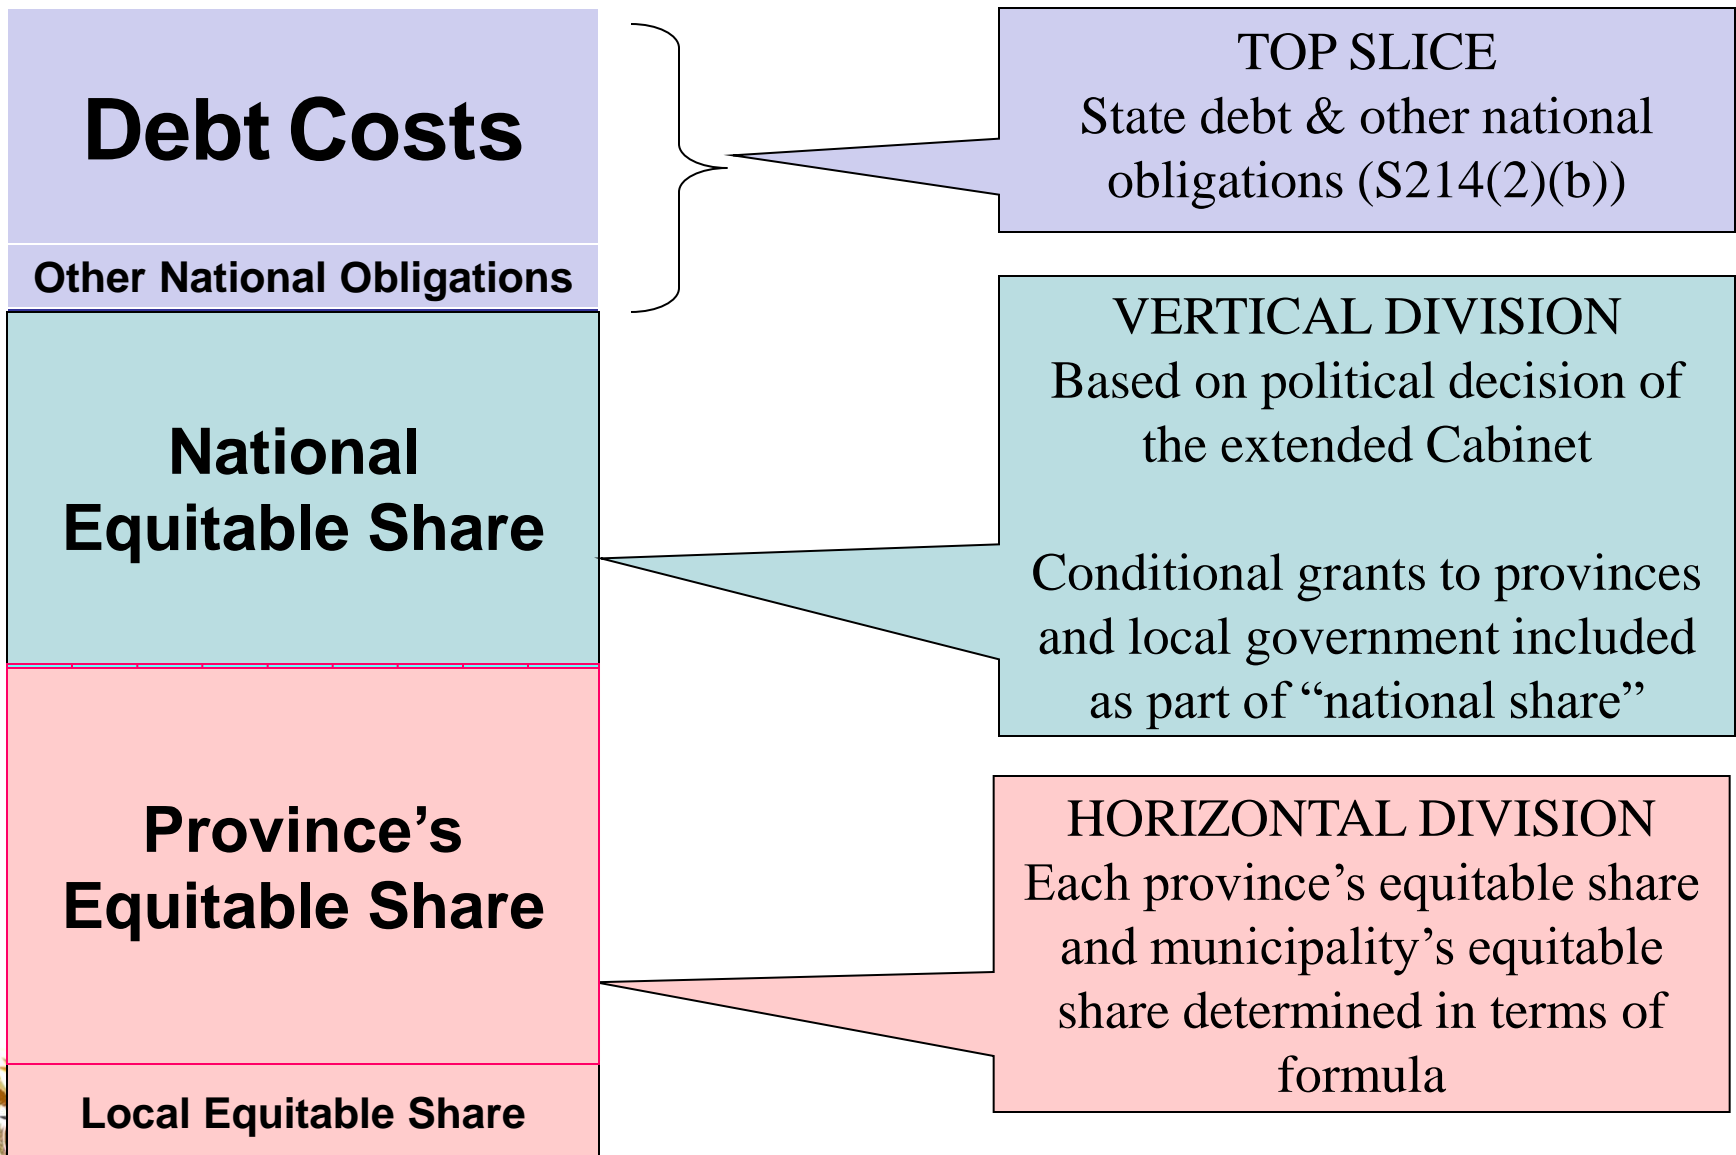 Debt Costs
Other National Obligations
National
Equitable Share
Province’s
Equitable Share
Local Equitable Share
TOP SLICE
State debt & other national
obligations (S214(2)(b))
VERTICAL DIVISION
Based on political decision of
the extended Cabinet
Conditional grants to provinces
and local government included
as part of “national share”
HORIZONTAL DIVISION
Each province’s equitable share
and municipality’s equitable
share determined in terms of
formula